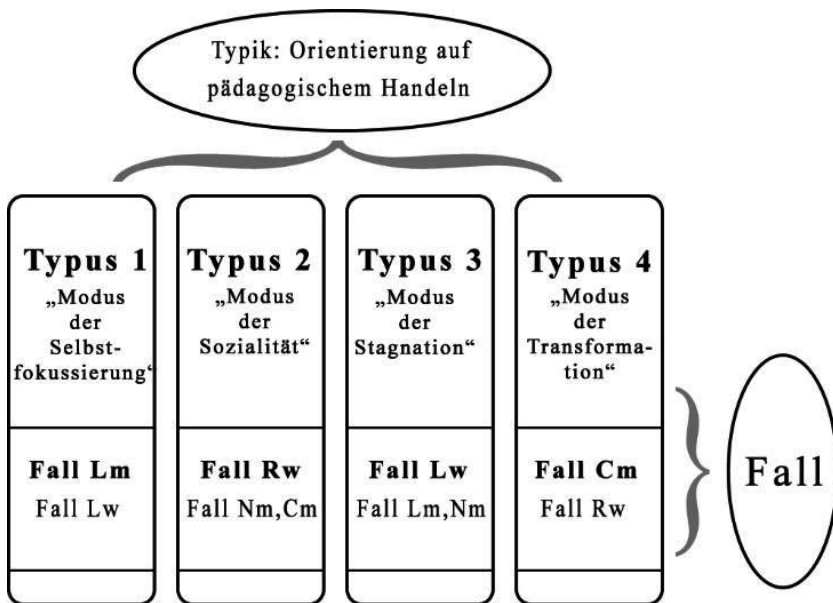 Typik: Orientierung auf
pädagogischem Handeln
Typus 1
„Modus
der
Selbst-
fokussierung“
Fall Lm
Fall Lw
Typus 2
„Modus
der
Sozialität“
Fall Rw
Fall Nm,Cm
Typus 3
„Modus
der
Stagnation“
Fall Lw
Fall Lm,Nm
Typus 4
„Modus
der
Transforma-
tion“
Fall Cm
Fall Rw
Fall